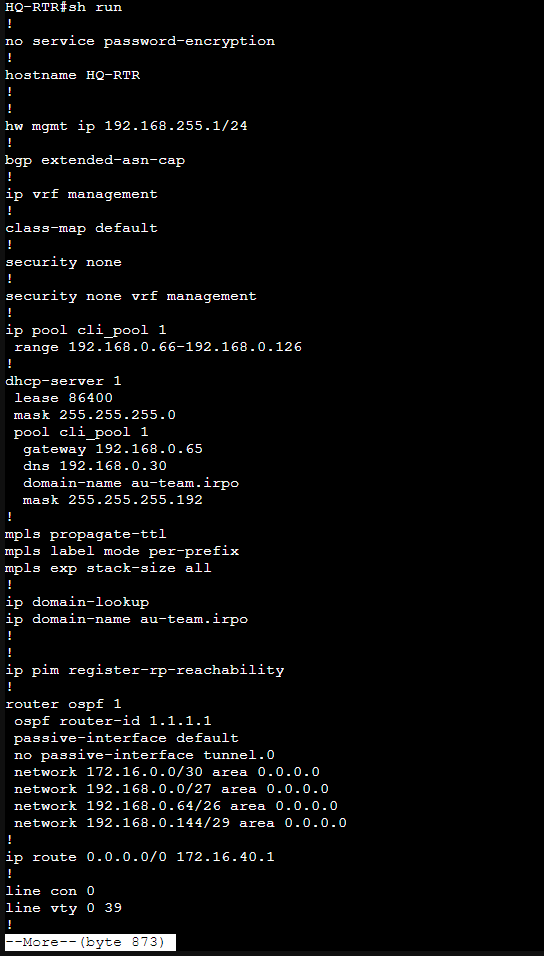 HQ-RTR#sh run
!
no service password-encryption
!
hostname HQ-RTR
!
!
hw mgmt ip 192.168.255.1/24
!
bgp extended-asn-cap
!
ip vrf management
!
class-map default
!
security none
!
security none vrf management
!
ip pool cli_pool 1
 range 192.168.0.66-192.168.0.126
!
dhcp-server 1
 lease 86400
 mask 255.255.255.0
 pool cli_pool 1
  gateway 192.168.0.65
  dns 192.168.0.30
  domain-name au-team.irpo
  mask 255.255.255.192
!
mpls propagate-ttl
mpls label mode per-prefix
mpls exp stack-size all
!
ip domain-lookup
ip domain-name au-team.irpo
!
!
ip pim register-rp-reachability
!
router ospf 1
 ospf router-id 1.1.1.1
 passive-interface default
 no passive-interface tunnel.0
 network 172.16.0.0/30 area 0.0.0.0
 network 192.168.0.0/27 area 0.0.0.0
 network 192.168.0.64/26 area 0.0.0.0
 network 192.168.0.144/29 area 0.0.0.0
!
ip route 0.0.0.0/0 172.16.40.1
!
line con 0
line vty 0 39
!
--More--(byte 873)